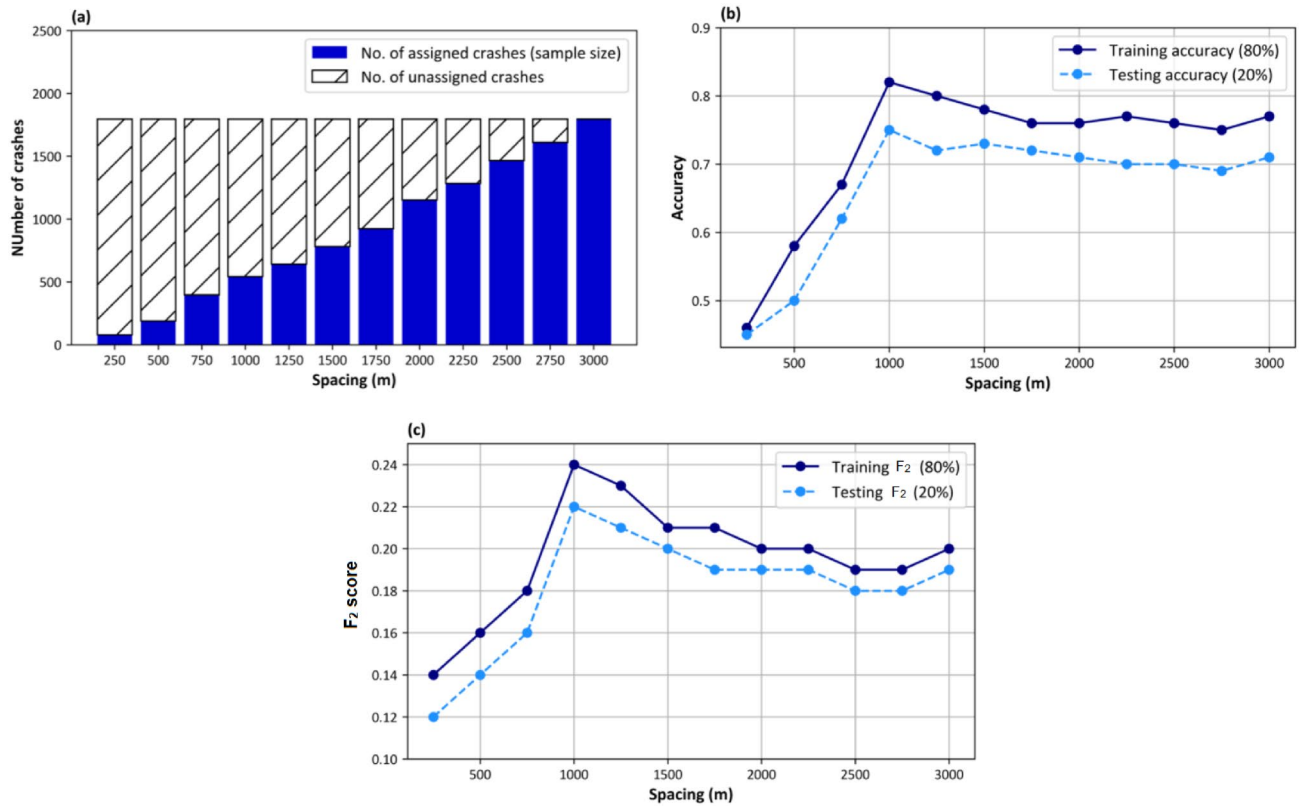 (a)
2500
2000
1500
1000
500
0
NUmber of crashes
No. of assigned crashes (sample size)
No. of unassigned crashes
250 500 750 1000 1250 1500 1750 2000 2250 2500 2750 3000
Spacing (m)
(b)
0.9
0.8
0.7
0.6
0.5
Accuracy
Training accuracy (80%)
Testing accuracy (20%)
500 1000 1500 2000 2500 3000
Spacing (m)
(c)
0.24
0.22
0.20
0.18
0.16
0.14
0.12
0.10
F₂ score
Training F₂ (80%)
Testing F₂ (20%)
500 1000 1500 2000 2500 3000
Spacing (m)